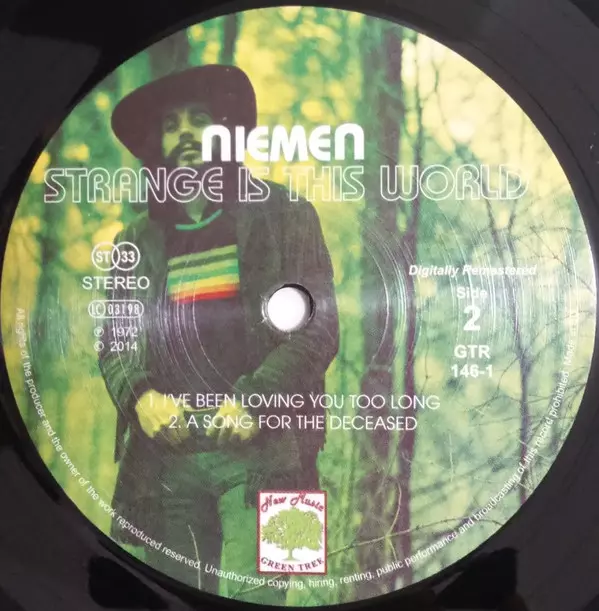 NIEMEN
STRANGE IS THIS WORLD
ST 33
STEREO
LC 03198
℗ 1972
© 2014
Digitally Remastered
Side
2
GTR
146-1
1. I'VE BEEN LOVING YOU TOO LONG
2. A SONG FOR THE DECEASED
New Music
GREEN TREE
All rights of the producer and the owner of the work reproduced reserved. Unauthorized copying, hiring, renting, public performance and broadcasting of this record prohibited.